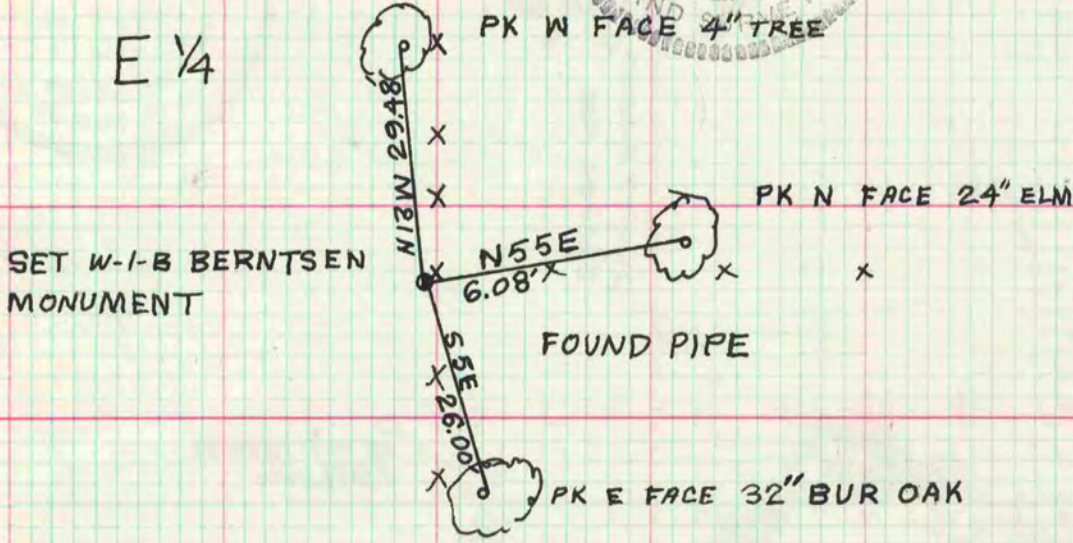 E 1/4
PK W FACE 4" TREE
N13W 29.48'
PK N FACE 24" ELM
N55E
6.08'
SET W-I-B BERNTSEN
MONUMENT
FOUND PIPE
S5E
26.00'
PK E FACE 32" BUR OAK